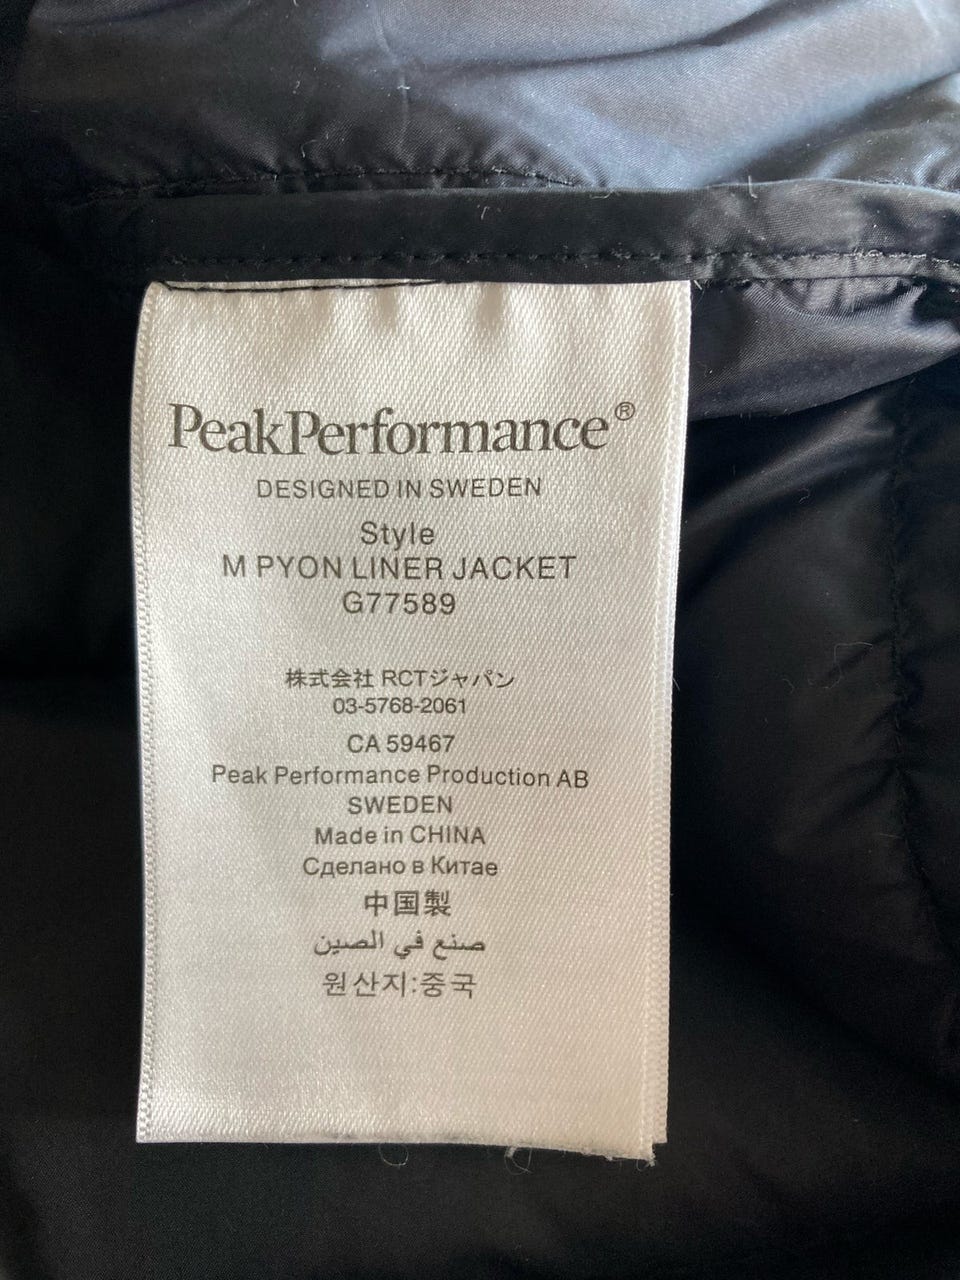 PeakPerformance®
DESIGNED IN SWEDEN
Style
M PYON LINER JACKET
G77589
株式会社 RCTジャパン
03-5768-2061
CA 59467
Peak Performance Production AB
SWEDEN
Made in CHINA
Сделано в Китае
中国製
صنع في الصين
원산지:중국